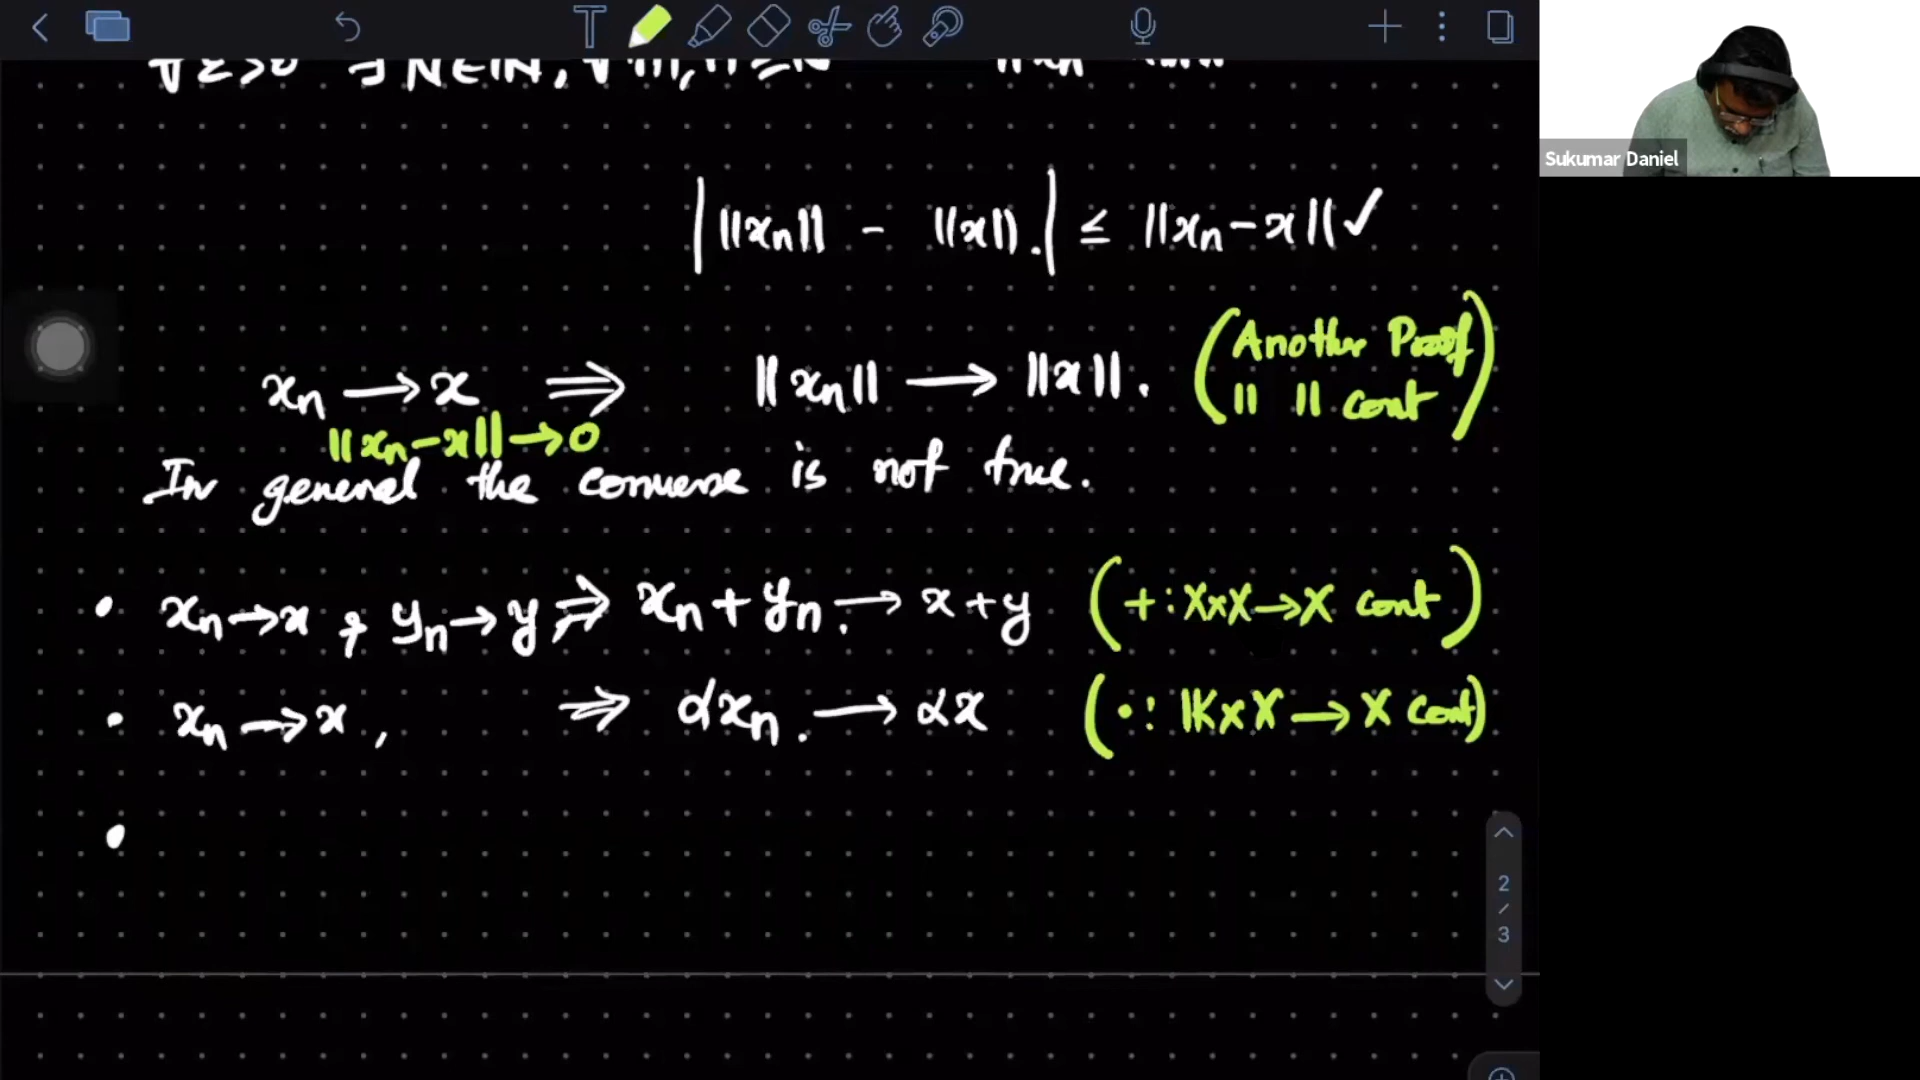 ∀ ε>0 ∃ N∈ℕ, ∀ m, n ≥ N
| ||xₙ|| - ||x||. | ≤ ||xₙ-x|| ✓
xₙ → x ⇒ ||xₙ|| → ||x||. (Another Proof || || cont)
||xₙ-x||→0
In general the converse is not true.
• xₙ→x & yₙ→y ⇒ xₙ+yₙ. → x+y (+: X×X→X cont)
• xₙ→x, ⇒ αxₙ. → αx (•: 𝕂×X → X cont)
•
2
/
3
Sukumar Daniel